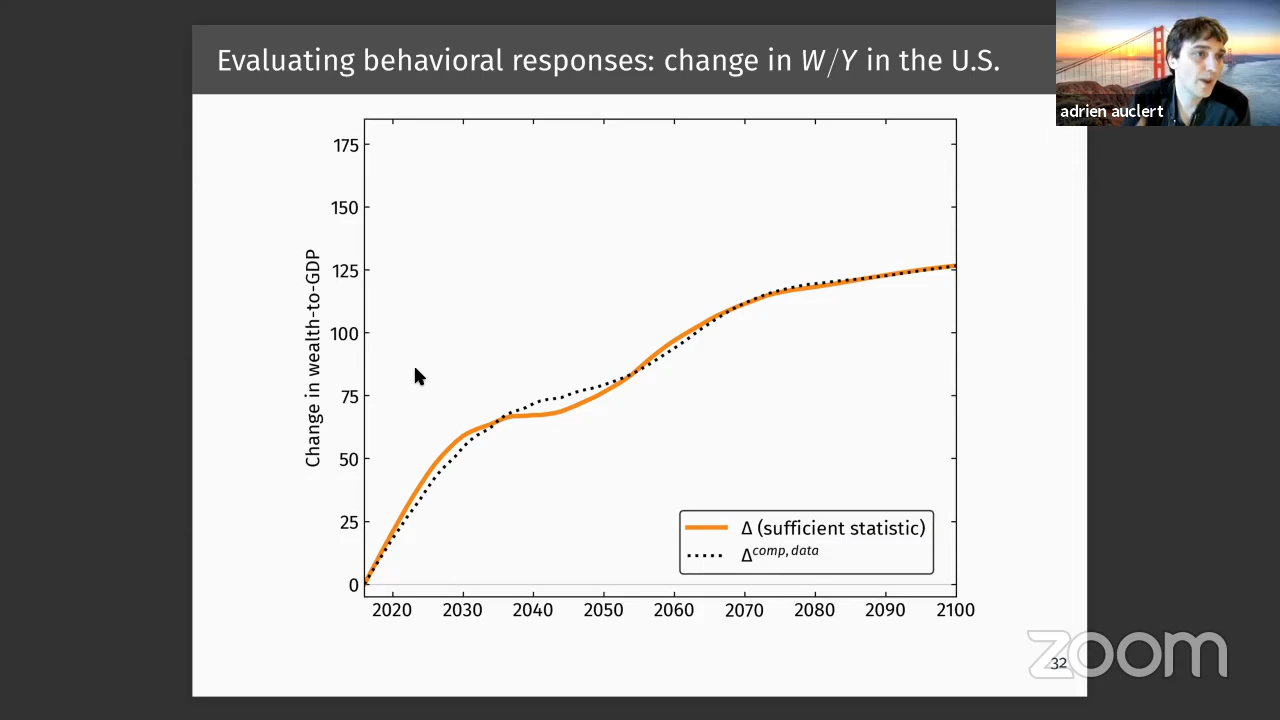 Evaluating behavioral responses: change in W/Y in the U.S.
adrien auclert
175
150
125
100
75
50
25
0
Change in wealth-to-GDP
Δ (sufficient statistic)
Δcomp, data
2020 2030 2040 2050 2060 2070 2080 2090 2100
32
zoom